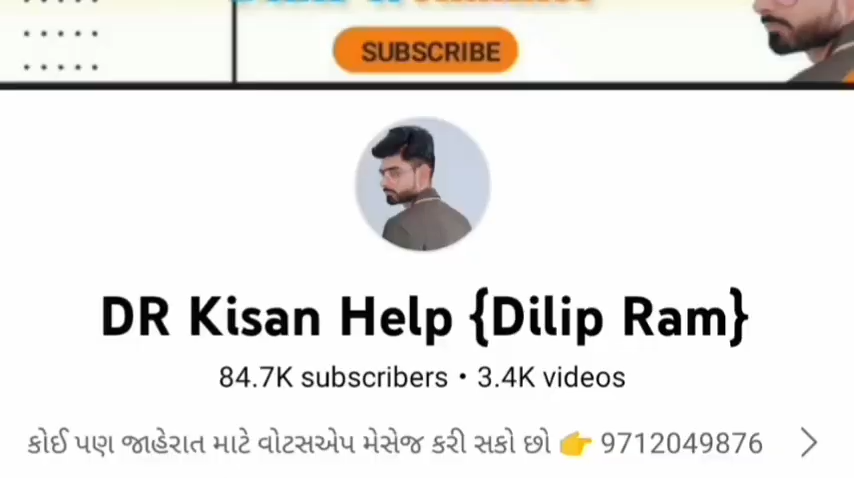 SUBSCRIBE
DR Kisan Help {Dilip Ram}
84.7K subscribers • 3.4K videos
કોઈ પણ જાહેરાત માટે વોટસએપ મેસેજ કરી સકો છો 👉 9712049876